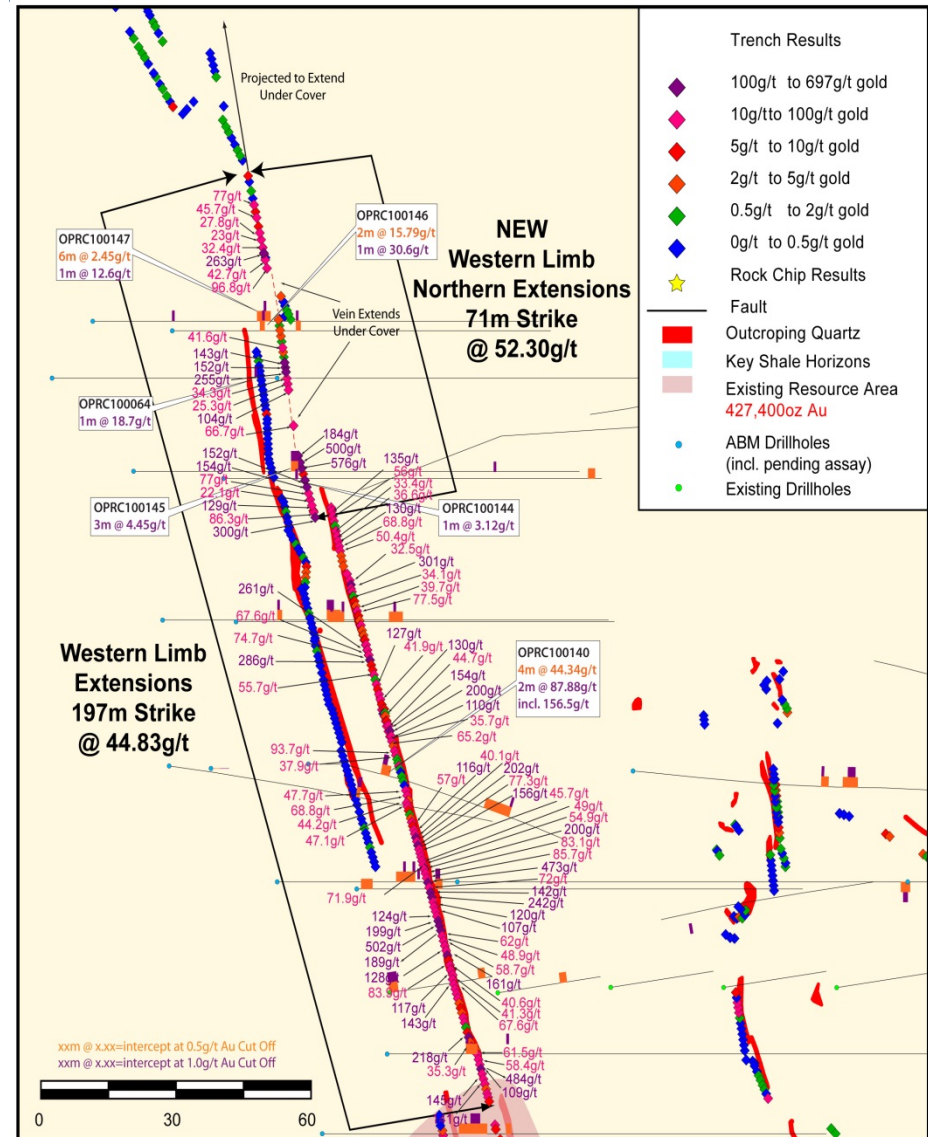 Projected to Extend
Under Cover
77g/t
45.7g/t
27.8g/t
23g/t
32.4g/t
263g/t
42.7g/t
96.8g/t
OPRC100147
6m @ 2.45g/t
1m @ 12.6g/t
OPRC100146
2m @ 15.79g/t
1m @ 30.6g/t
NEW
Western Limb
Northern Extensions
71m Strike
@ 52.30g/t
Vein Extends
Under Cover
41.6g/t
143g/t
152g/t
255g/t
34.3g/t
25.3g/t
104g/t
66.7g/t
OPRC100064
1m @ 18.7g/t
184g/t
500g/t
576g/t
152g/t
154g/t
77g/t
22.1g/t
129g/t
86.3g/t
300g/t
OPRC100145
3m @ 4.45g/t
OPRC100144
1m @ 3.12g/t
135g/t
56g/t
33.4g/t
36.6g/t
130g/t
68.8g/t
50.4g/t
32.5g/t
301g/t
34.1g/t
39.7g/t
77.5g/t
261g/t
67.6g/t
74.7g/t
286g/t
55.7g/t
Western Limb
Extensions
197m Strike
@ 44.83g/t
127g/t
41.9g/t
130g/t
44.7g/t
154g/t
200g/t
110g/t
35.7g/t
65.2g/t
OPRC100140
4m @ 44.34g/t
2m @ 87.88g/t
incl. 156.5g/t
93.7g/t
37.9g/t
47.7g/t
68.8g/t
44.2g/t
47.1g/t
40.1g/t
116g/t
202g/t
57g/t
77.3g/t
156g/t
45.7g/t
49g/t
54.9g/t
200g/t
83.1g/t
85.7g/t
473g/t
72g/t
71.9g/t
142g/t
242g/t
120g/t
107g/t
62g/t
48.9g/t
58.7g/t
161g/t
40.6g/t
41.3g/t
67.6g/t
124g/t
199g/t
502g/t
189g/t
128g/t
83.9g/t
117g/t
143g/t
218g/t
35.3g/t
61.5g/t
58.4g/t
484g/t
109g/t
145g/t
xxm @ x.xx=intercept at 0.5g/t Au Cut Off
xxm @ x.xx=intercept at 1.0g/t Au Cut Off
0 30 60
Trench Results
100g/t to 697g/t gold
10g/t to 100g/t gold
5g/t to 10g/t gold
2g/t to 5g/t gold
0.5g/t to 2g/t gold
0g/t to 0.5g/t gold
Rock Chip Results
Fault
Outcroping Quartz
Key Shale Horizons
Existing Resource Area
427,400oz Au
ABM Drillholes
(incl. pending assay)
Existing Drillholes